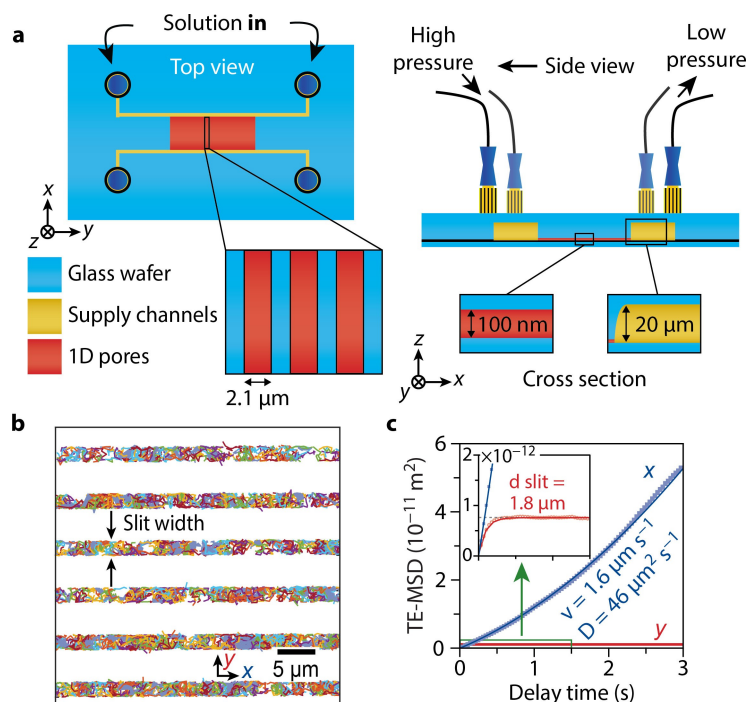 a
Solution in
Top view
x
z
y
Glass wafer
Supply channels
1D pores
2.1 µm
High
pressure
Side view
Low
pressure
100 nm
20 µm
z
y
x
Cross section
b
Slit width
y
x
5 µm
c
TE-MSD (10⁻¹¹ m²)
6
4
2
0
×10⁻¹²
2
1
0
d slit =
1.8 µm
x
v = 1.6 µm s⁻¹
D = 46 µm² s⁻¹
y
0
1
2
3
Delay time (s)